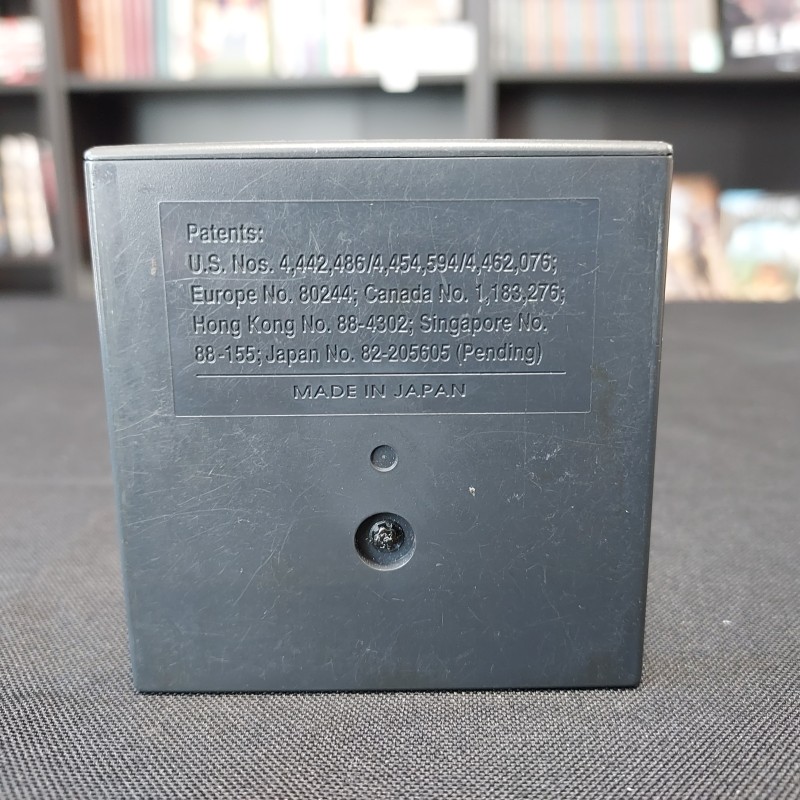 Patents:
U.S. Nos. 4,442,486/4,454,594/4,462,076;
Europe No. 80244; Canada No. 1,183,276;
Hong Kong No. 88-4302; Singapore No.
88-155; Japan No. 82-205605 (Pending)
MADE IN JAPAN